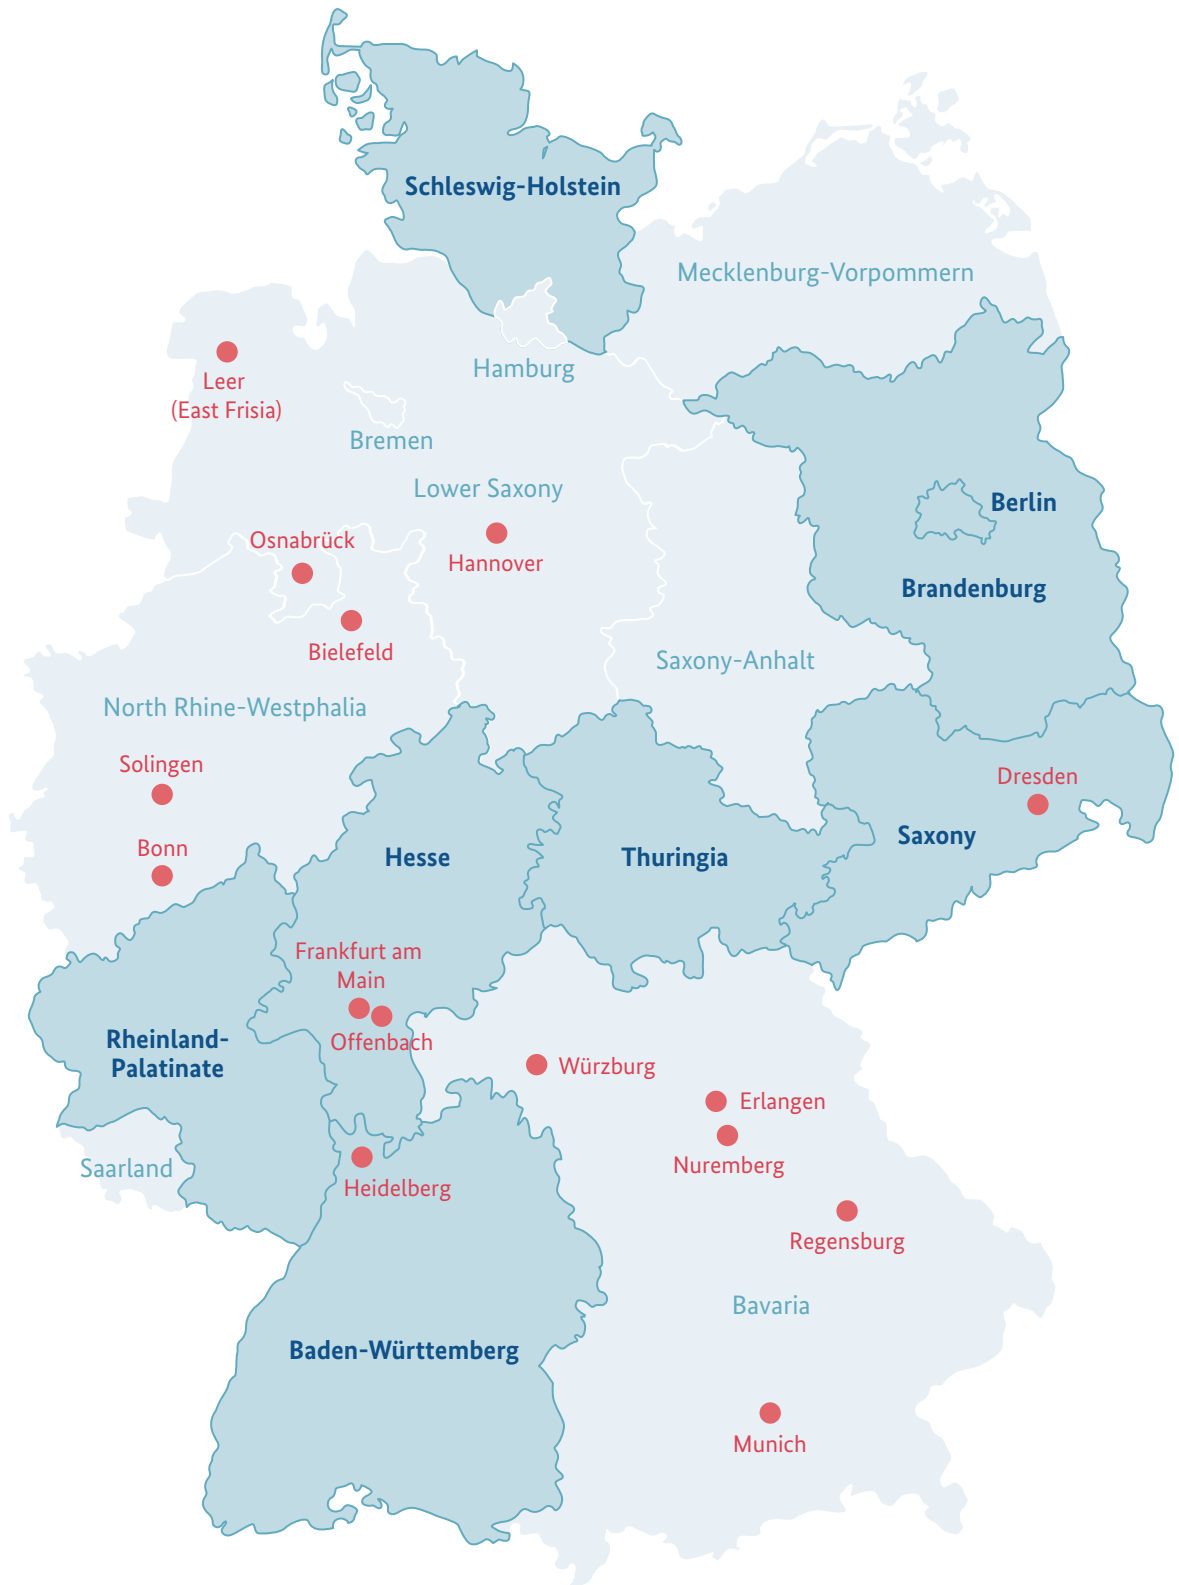 Schleswig-Holstein
Mecklenburg-Vorpommern
Hamburg
Leer
(East Frisia)
Bremen
Lower Saxony
Berlin
Osnabrück
Hannover
Brandenburg
Bielefeld
Saxony-Anhalt
North Rhine-Westphalia
Solingen
Dresden
Saxony
Bonn
Hesse
Thuringia
Frankfurt am
Main
Offenbach
Rheinland-
Palatinate
Würzburg
Erlangen
Nuremberg
Saarland
Heidelberg
Regensburg
Bavaria
Baden-Württemberg
Munich